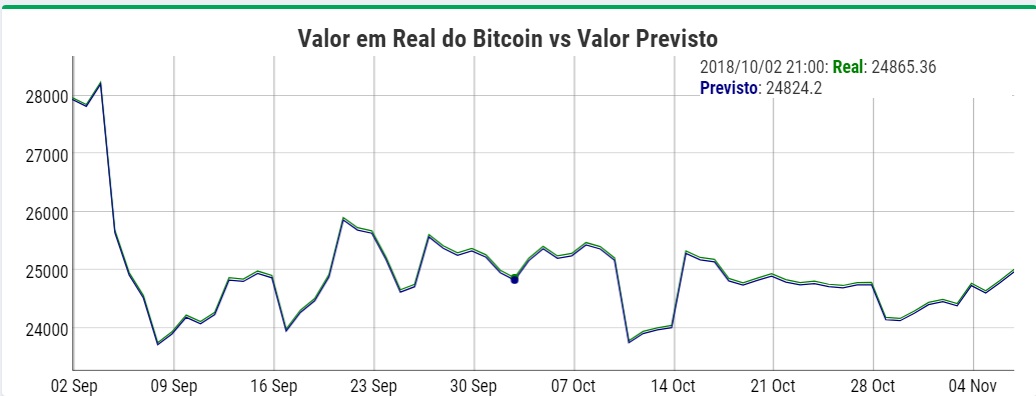 Valor em Real do Bitcoin vs Valor Previsto
2018/10/02 21:00: Real: 24865.36
Previsto: 24824.2
28000
27000
26000
25000
24000
02 Sep 09 Sep 16 Sep 23 Sep 30 Sep 07 Oct 14 Oct 21 Oct 28 Oct 04 Nov